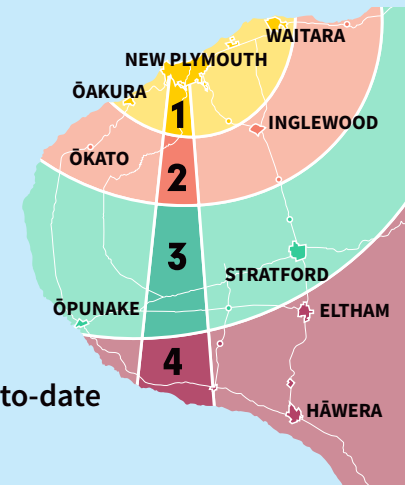 WAITARA
NEW PLYMOUTH
ŌAKURA
1
INGLEWOOD
ŌKATO
2
3
STRATFORD
ŌPUNAKE
ELTHAM
4
to-date
HĀWERA